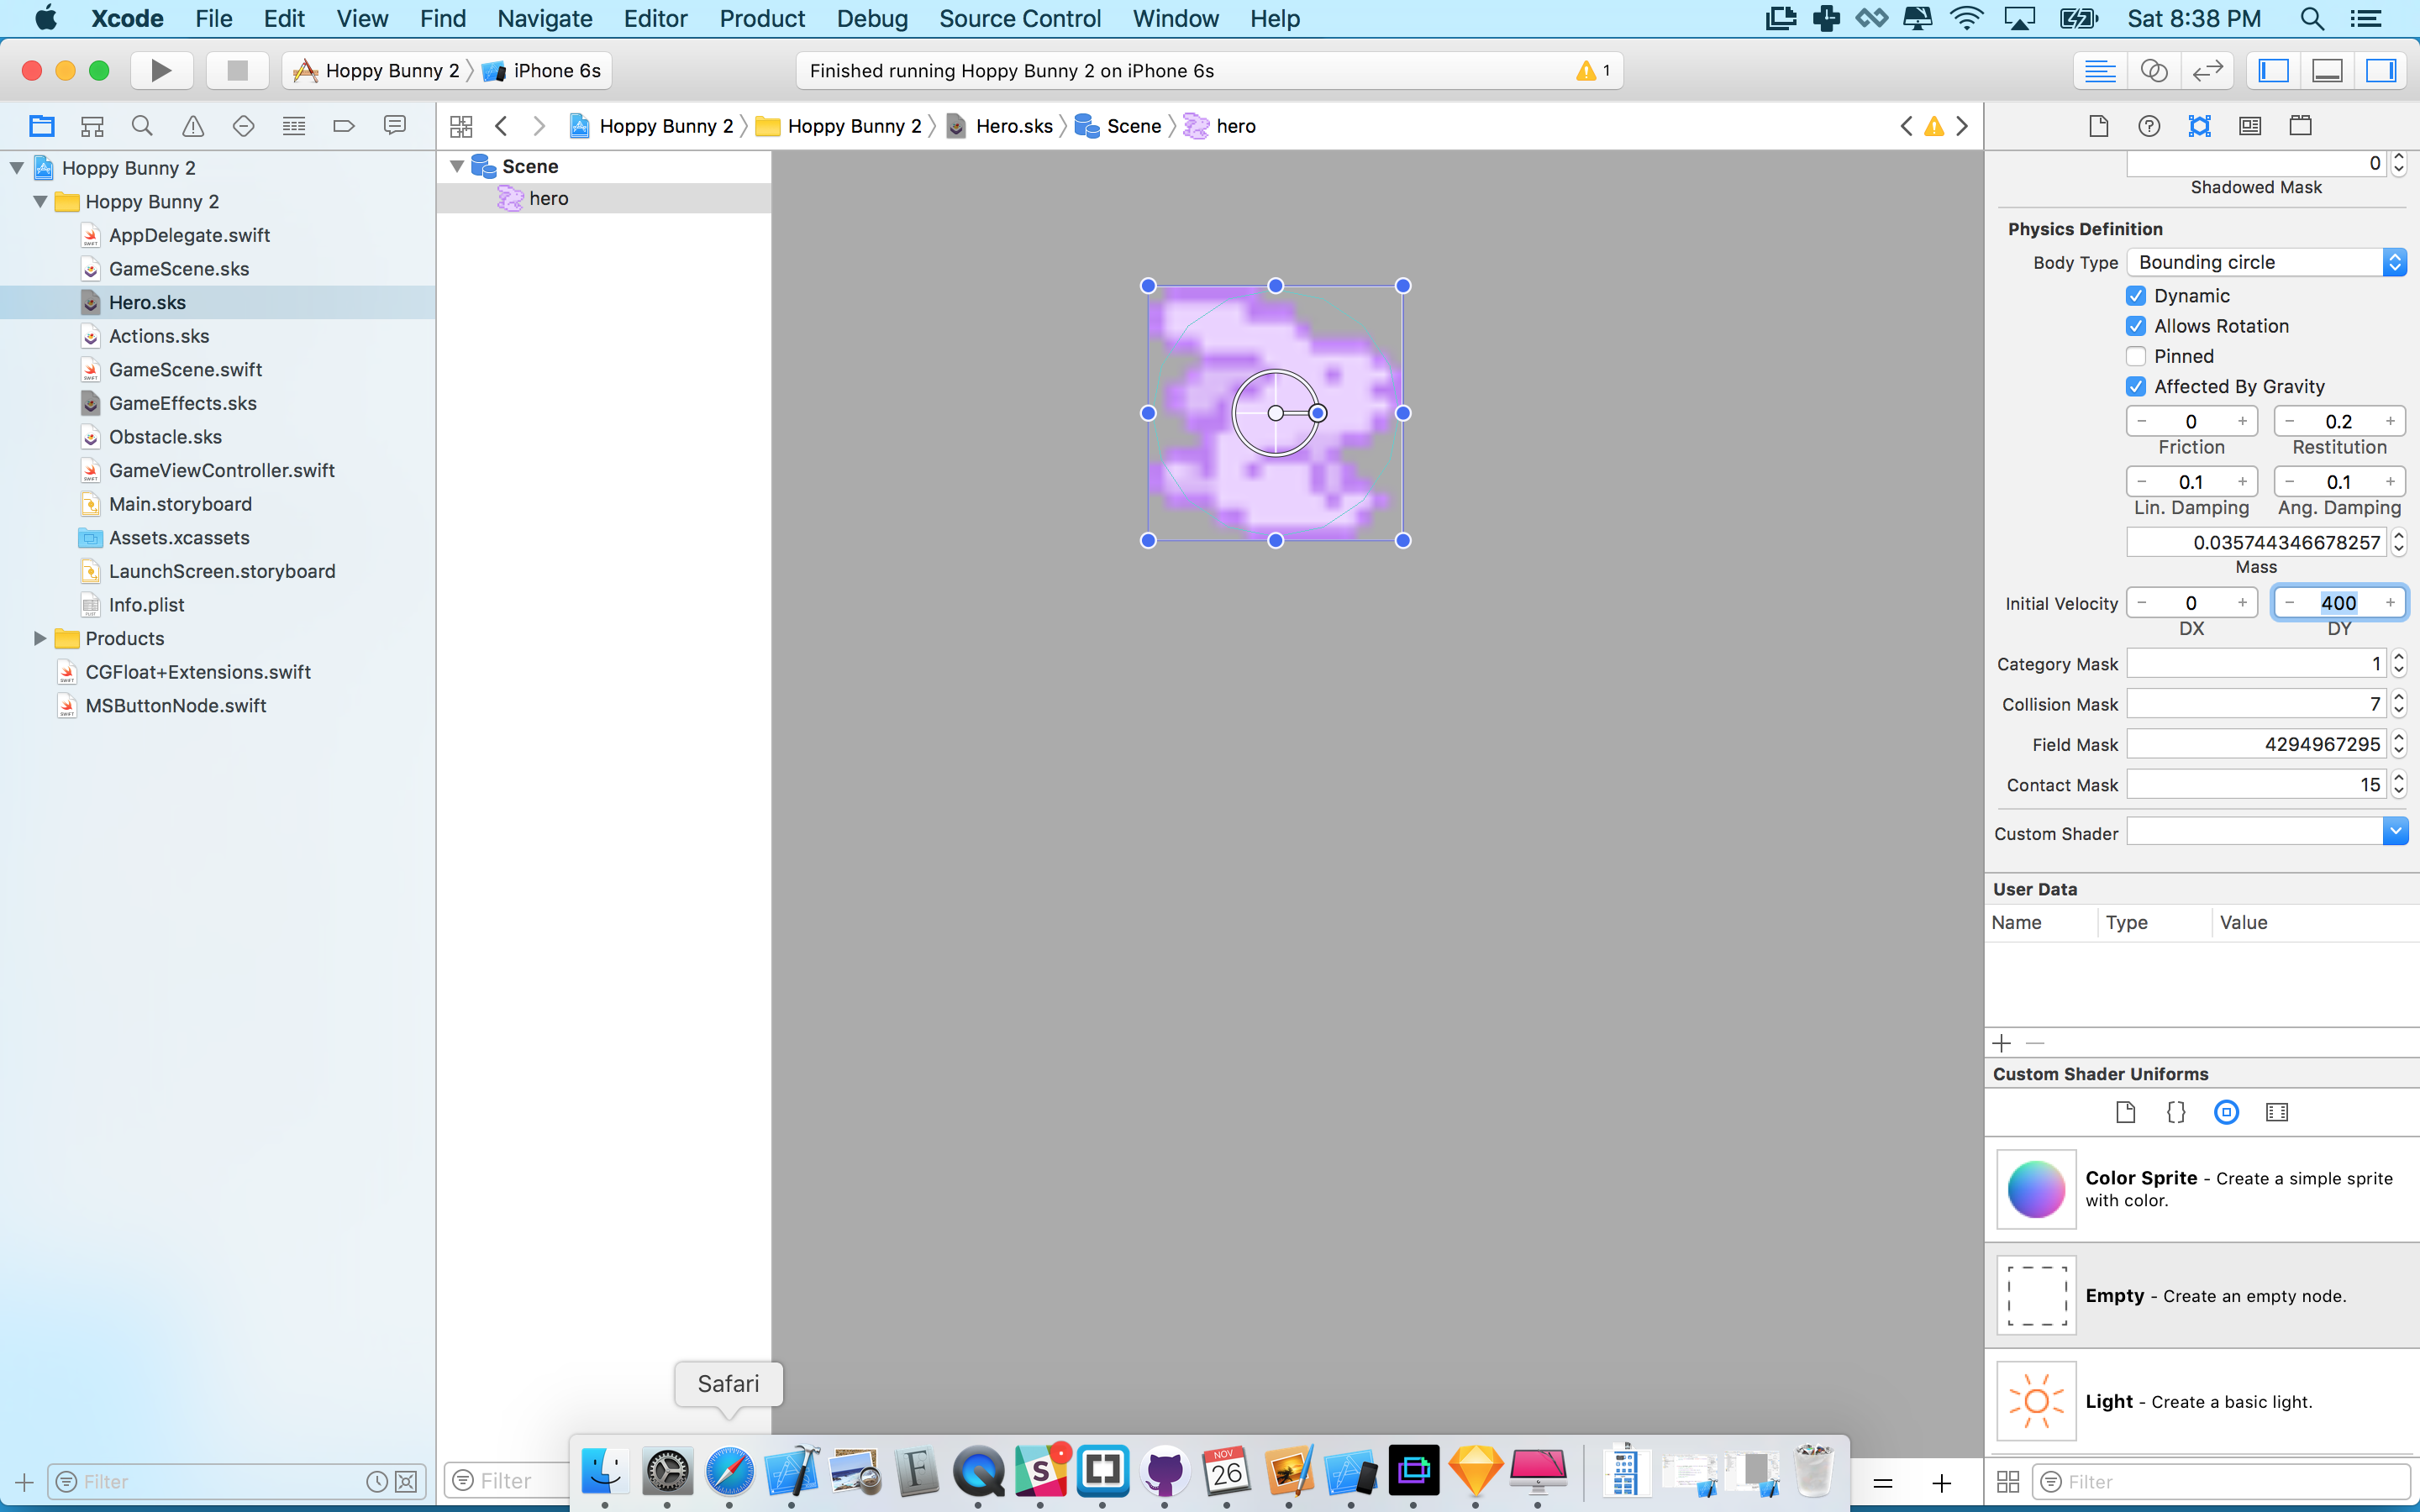 Xcode File Edit View Find Navigate Editor Product Debug Source Control Window Help Sat 8:38 PM
Hoppy Bunny 2 iPhone 6s
Finished running Hoppy Bunny 2 on iPhone 6s 1
Hoppy Bunny 2 Hoppy Bunny 2 Hero.sks Scene hero
Hoppy Bunny 2
Hoppy Bunny 2
AppDelegate.swift
GameScene.sks
Hero.sks
Actions.sks
GameScene.swift
GameEffects.sks
Obstacle.sks
GameViewController.swift
Main.storyboard
Assets.xcassets
LaunchScreen.storyboard
Info.plist
Products
CGFloat+Extensions.swift
MSButtonNode.swift
Filter
Scene
hero
Filter
0
Shadowed Mask
Physics Definition
Body Type Bounding circle
Dynamic
Allows Rotation
Pinned
Affected By Gravity
− 0 + − 0.2 +
Friction Restitution
− 0.1 + − 0.1 +
Lin. Damping Ang. Damping
0.035744346678257
Mass
Initial Velocity − 0 + − 400 +
DX DY
Category Mask 1
Collision Mask 7
Field Mask 4294967295
Contact Mask 15
Custom Shader
User Data
Name Type Value
Custom Shader Uniforms
Color Sprite - Create a simple sprite
with color.
Empty - Create an empty node.
Light - Create a basic light.
Filter
Safari
NOV
26